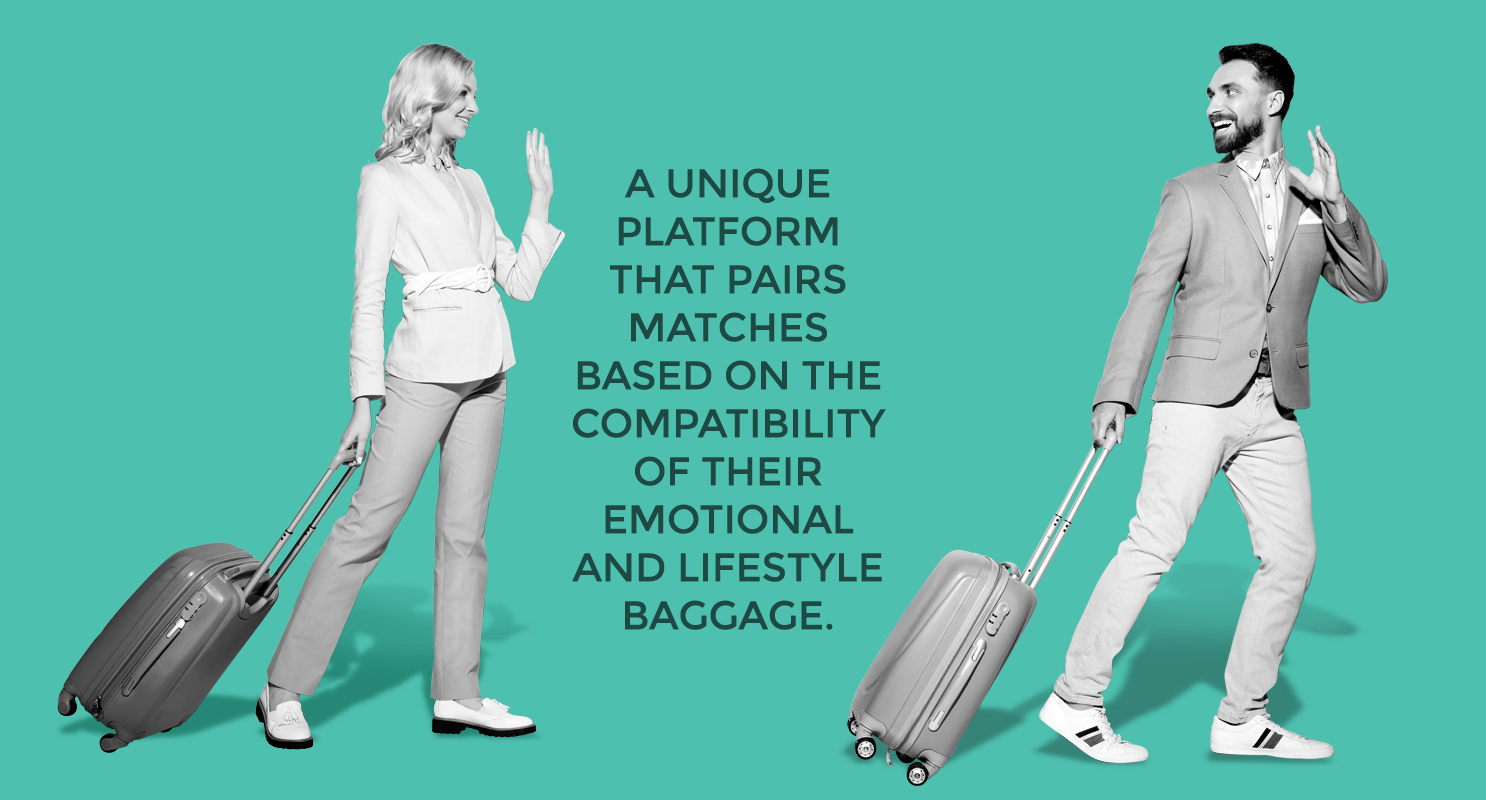 A UNIQUE
PLATFORM
THAT PAIRS
MATCHES
BASED ON THE
COMPATIBILITY
OF THEIR
EMOTIONAL
AND LIFESTYLE
BAGGAGE.